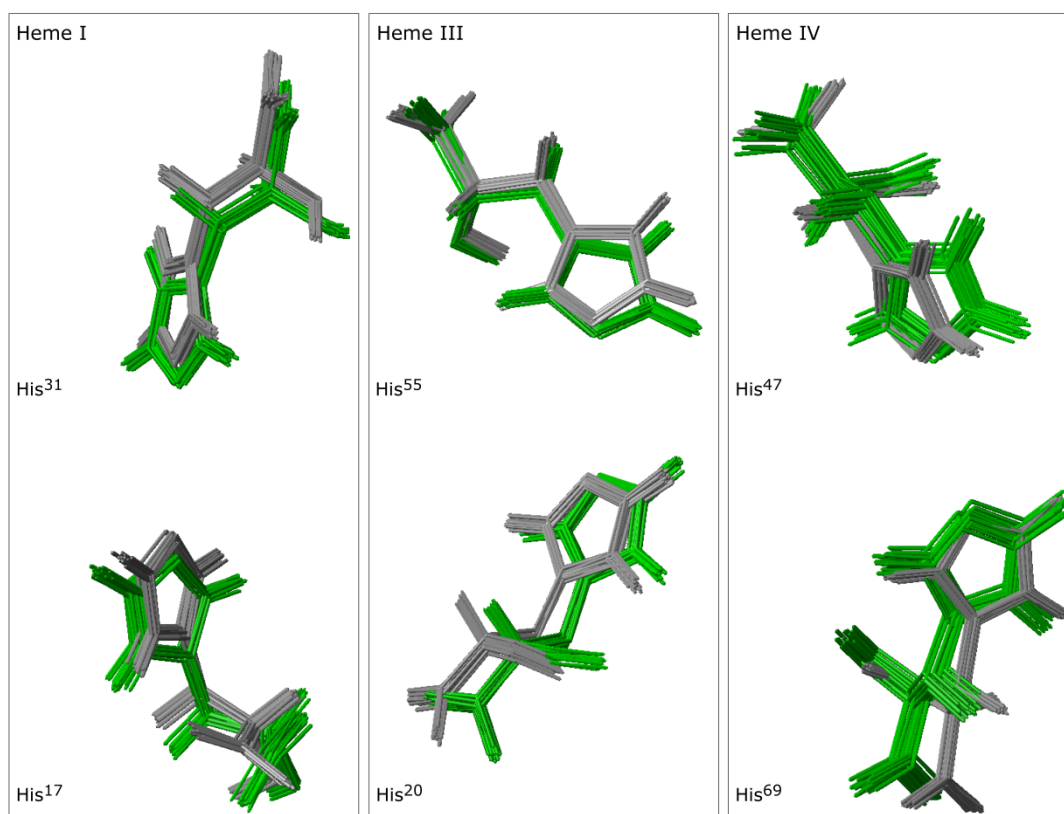 Heme I
His³¹
His¹⁷
Heme III
His⁵⁵
His²⁰
Heme IV
His⁴⁷
His⁶⁹